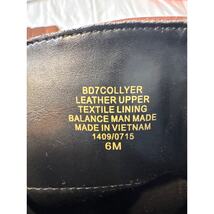 BD7COLLYER
LEATHER UPPER
TEXTILE LINING
BALANCE MAN MADE
MADE IN VIETNAM
1409/0715
6M